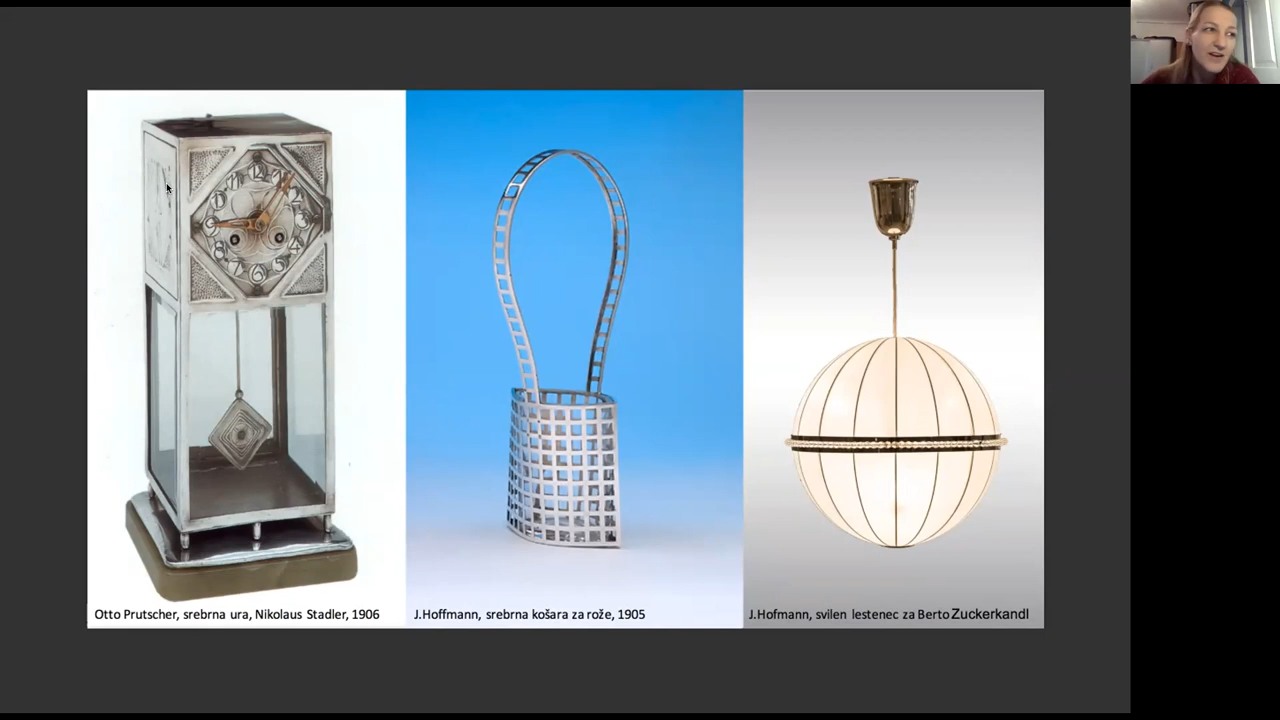 Otto Prutscher, srebrna ura, Nikolaus Stadler, 1906
J.Hoffmann, srebrna košara za rože, 1905
J.Hofmann, svilen lestenec za Berto Zuckerkandl